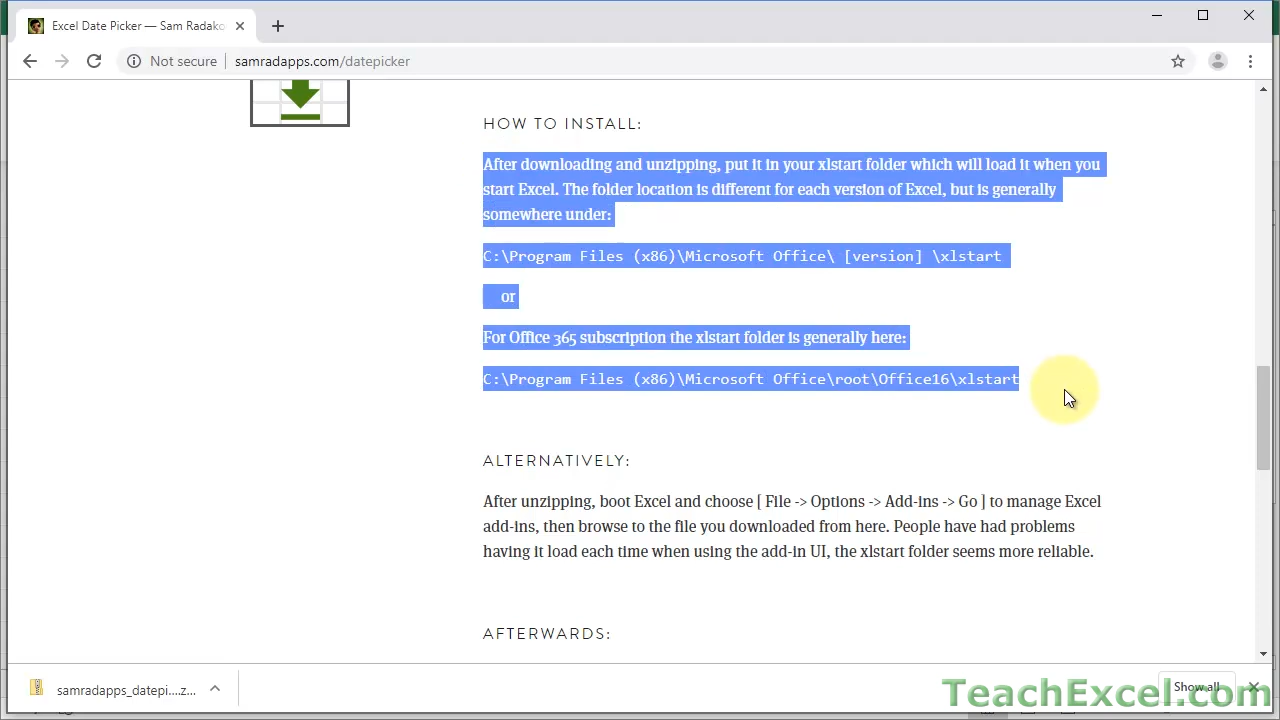 Excel Date Picker — Sam Radako
Not secure
samradapps.com/datepicker
HOW TO INSTALL:
After downloading and unzipping, put it in your xlstart folder which will load it when you
start Excel. The folder location is different for each version of Excel, but is generally
somewhere under:
C:\Program Files (x86)\Microsoft Office\ [version] \xlstart
or
For Office 365 subscription the xlstart folder is generally here:
C:\Program Files (x86)\Microsoft Office\root\Office16\xlstart
ALTERNATIVELY:
After unzipping, boot Excel and choose [ File -> Options -> Add-ins -> Go ] to manage Excel
add-ins, then browse to the file you downloaded from here. People have had problems
having it load each time when using the add-in UI, the xlstart folder seems more reliable.
AFTERWARDS:
samradapps_datepi....z...
Show all
TeachExcel.com